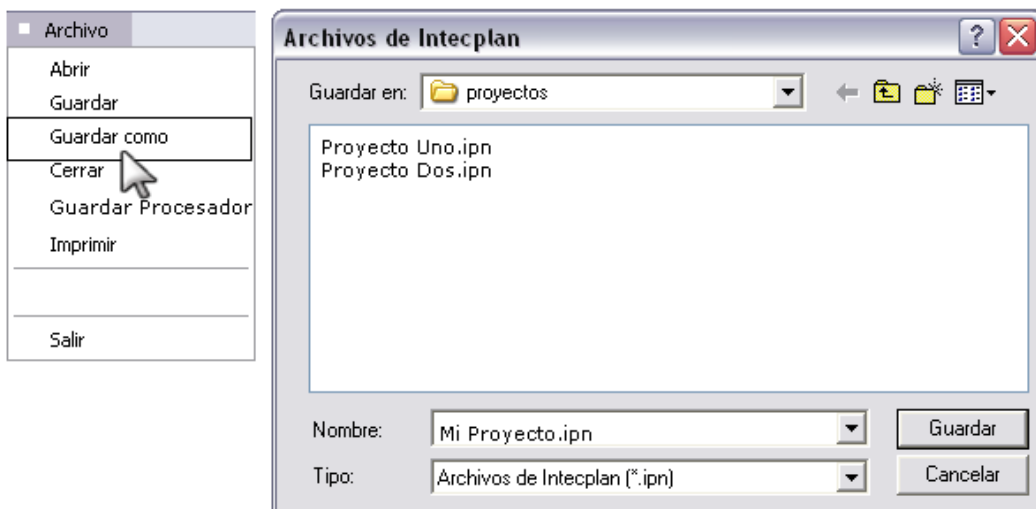 Archivo
Abrir
Guardar
Guardar como
Cerrar
Guardar Procesador
Imprimir
Salir
Archivos de Intecplan
?
Guardar en: proyectos
Proyecto Uno.ipn
Proyecto Dos.ipn
Nombre: Mi Proyecto.ipn Guardar
Tipo: Archivos de Intecplan (*.ipn) Cancelar